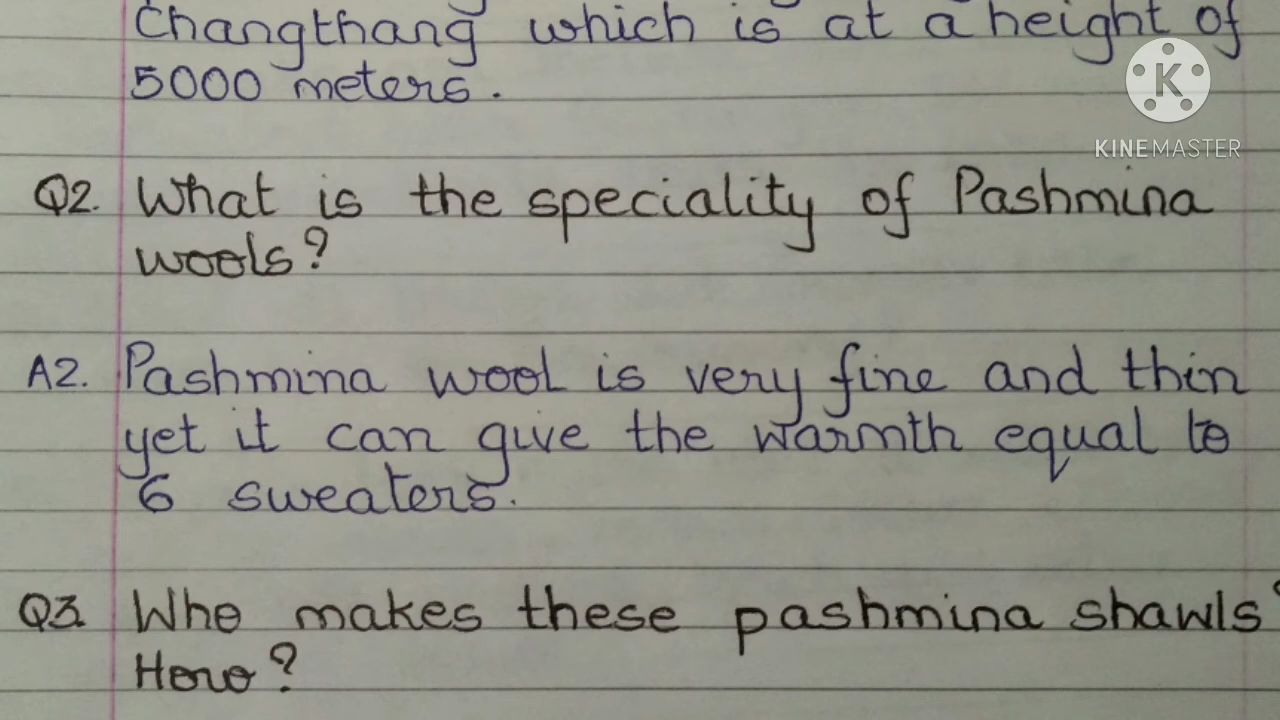 Changthang which is at a height of
5000 meters.
K
KINEMASTER
Q2. What is the speciality of Pashmina
wools?
A2. Pashmina wool is very fine and thin
yet it can give the warmth equal to
6 sweaters.
Q3. Who makes these pashmina shawls?
How?